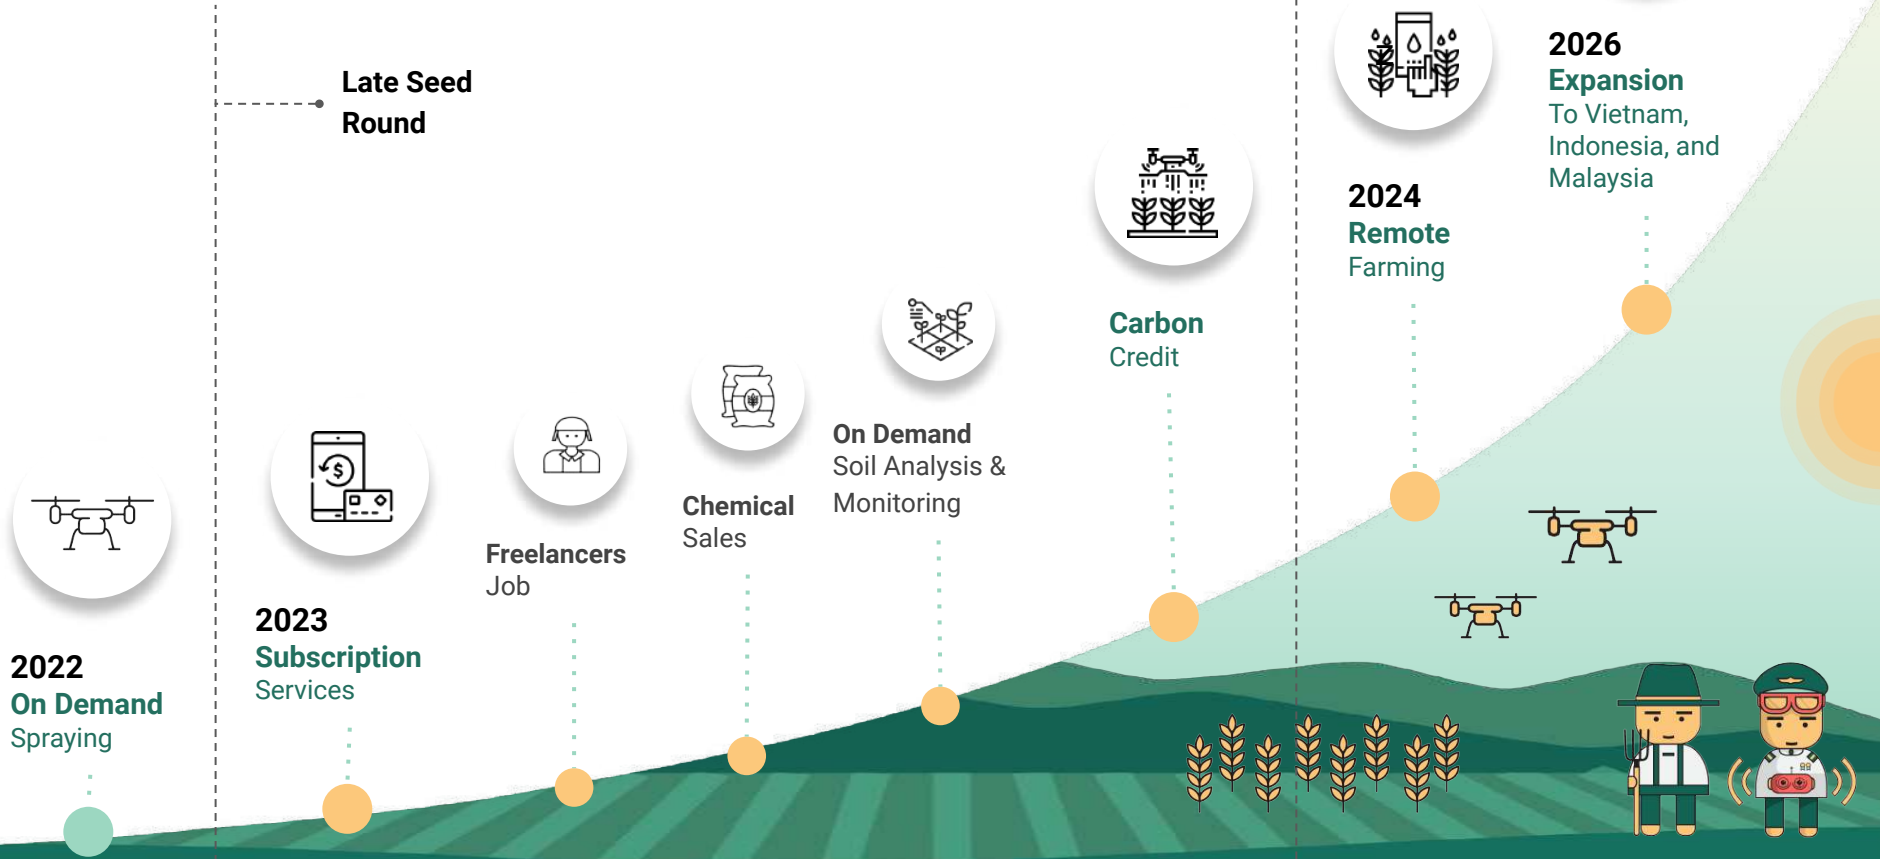 Late Seed
Round
2022
On Demand
Spraying
2023
Subscription
Services
Freelancers
Job
Chemical
Sales
On Demand
Soil Analysis &
Monitoring
Carbon
Credit
2024
Remote
Farming
2026
Expansion
To Vietnam,
Indonesia, and
Malaysia